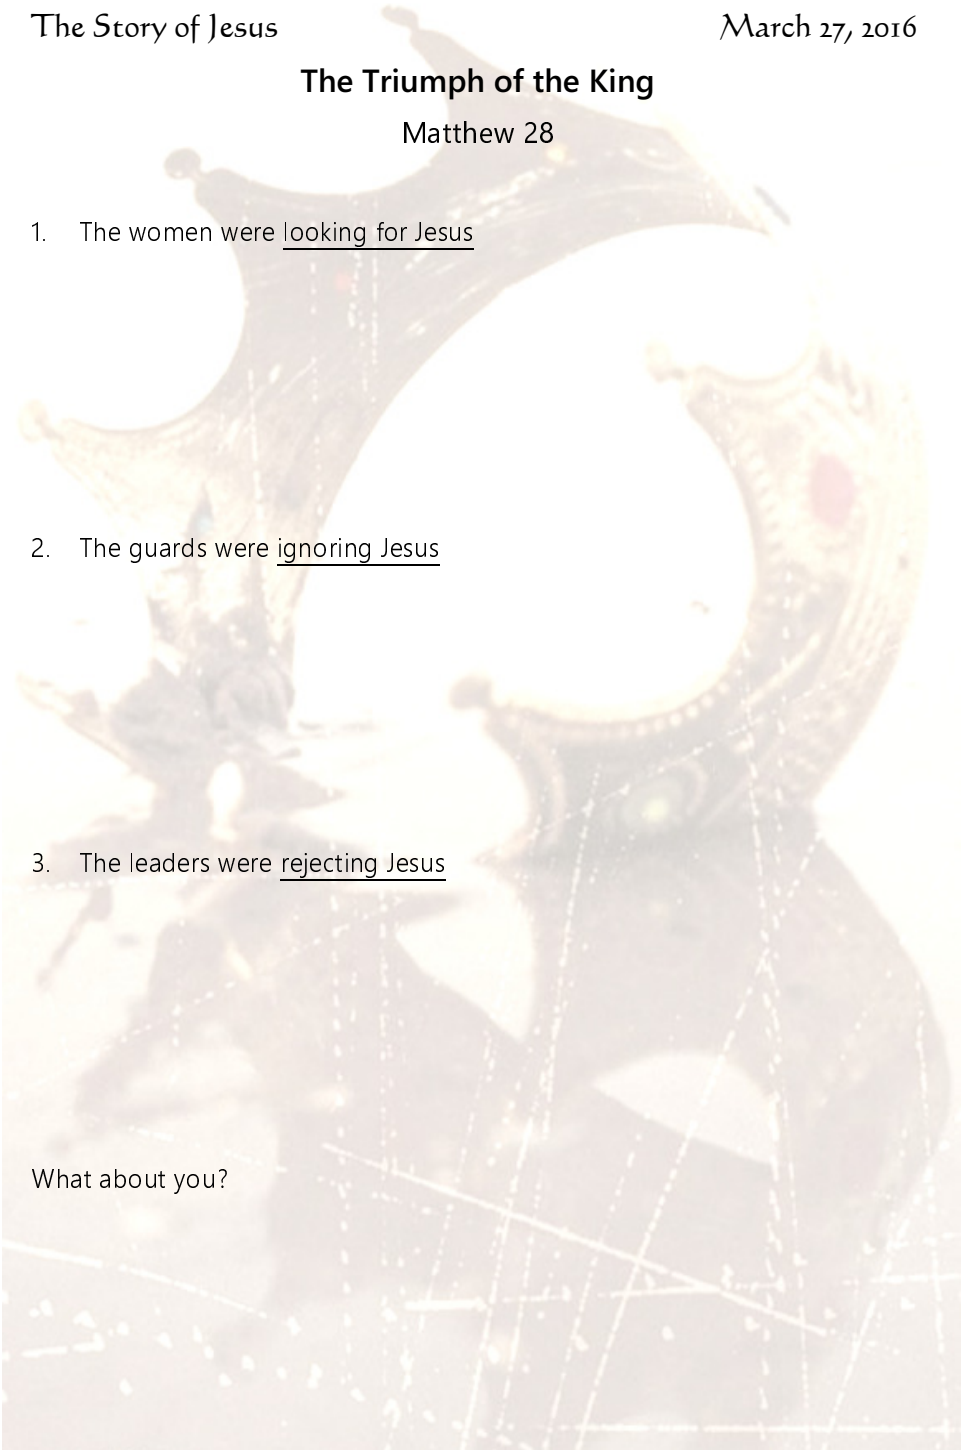 The Story of Jesus March 27, 2016
The Triumph of the King
Matthew 28
1. The women were looking for Jesus
2. The guards were ignoring Jesus
3. The leaders were rejecting Jesus
What about you?